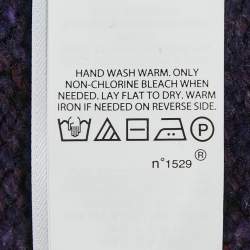 HAND WASH WARM. ONLY
NON-CHLORINE BLEACH WHEN
NEEDED. LAY FLAT TO DRY. WARM
IRON IF NEEDED ON REVERSE SIDE.
P
n°1529 ®